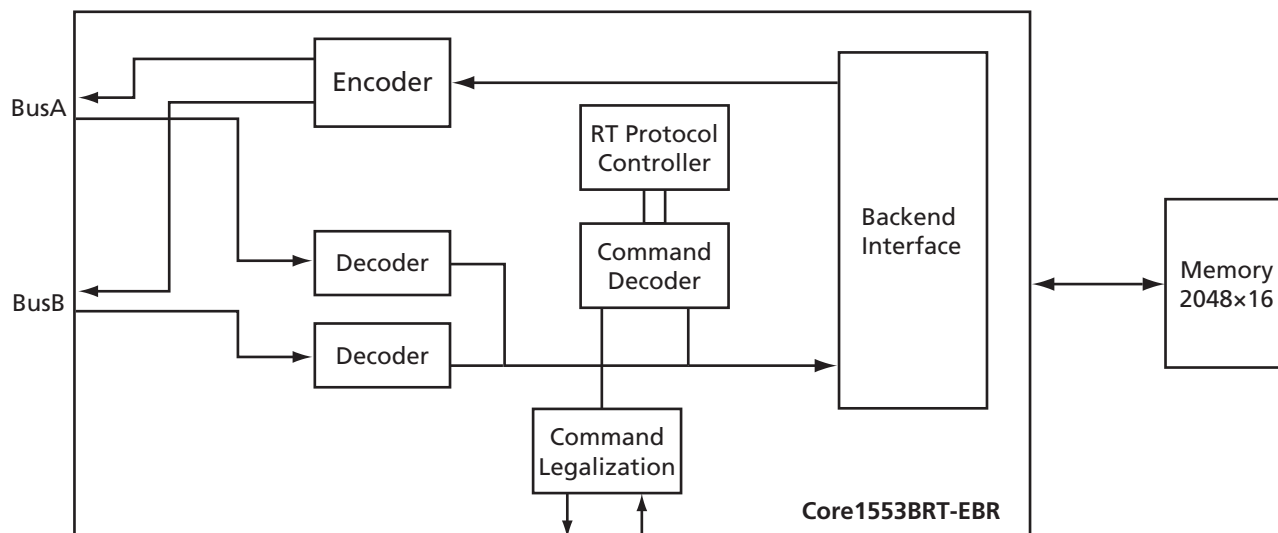 Encoder
BusA
RT Protocol
Controller
Backend
Interface
Command
Decoder
Decoder
Memory
2048×16
BusB
Decoder
Command
Legalization
Core1553BRT-EBR